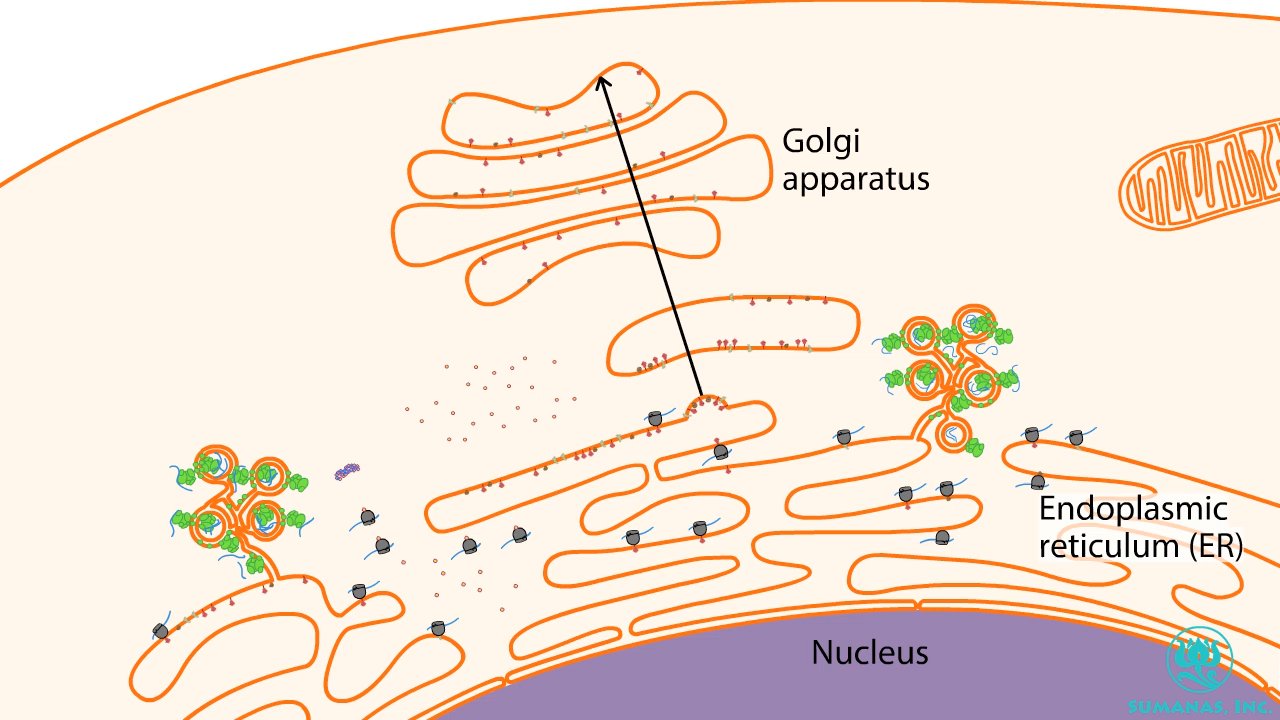 Golgi
apparatus
Endoplasmic
reticulum (ER)
Nucleus
SUMANAS, INC.